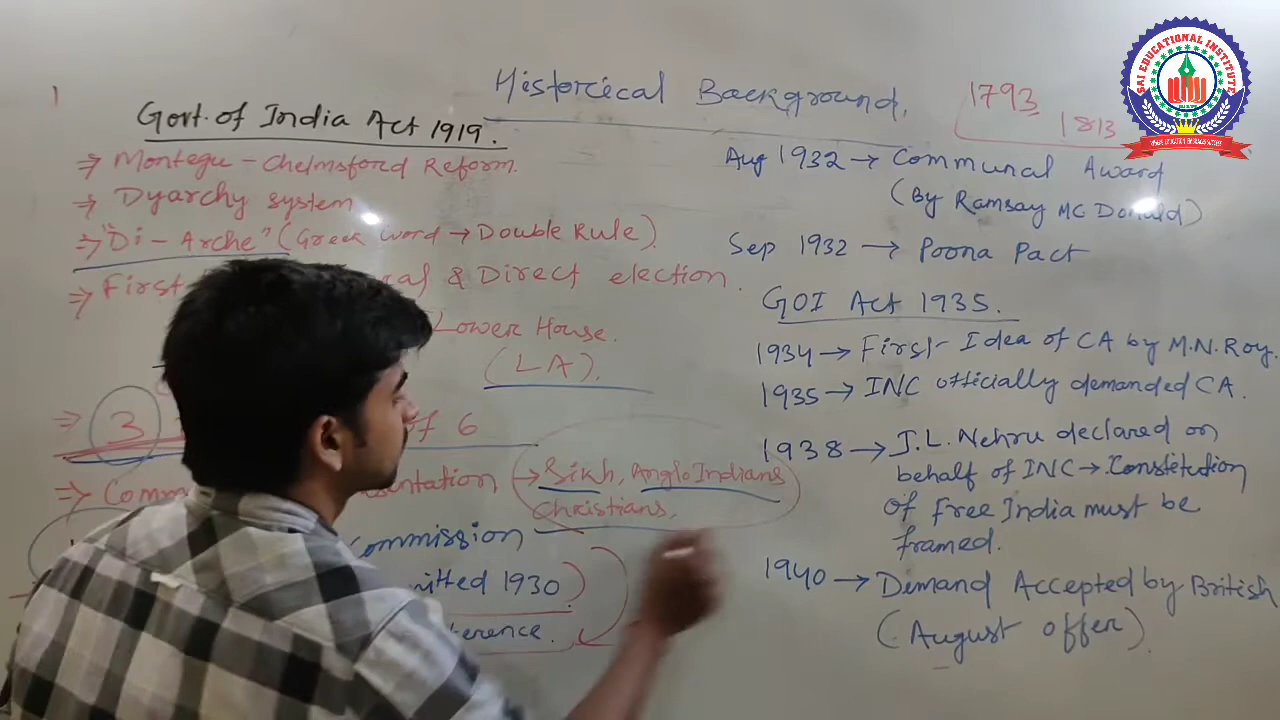 Historcical Background.
1793
1813
SAI EDUCATIONAL INSTITUTE
Govt. of India Act 1919.
⇒ Montegu - Chelmsford Reform.
⇒ Dyarchy system
⇒ "Di - Arche" (Greek word → Double Rule).
⇒ First & Direct election.
Lower House.
(LA).
⇒ 3 of 6
⇒ Comm → Sikh, Anglo Indians
Christians.
Commission
1930)
Aug 1932 → Communal Award
(By Ramsay MC Donald)
Sep 1932 → Poona Pact
GOI Act 1935.
1934 → First Idea of CA by M.N. Roy.
1935 → INC officially demanded CA.
1938 → J.L. Nehru declared on
behalf of INC → Constitution
of free India must be
framed.
1940 → Demand Accepted by British
(August offer).